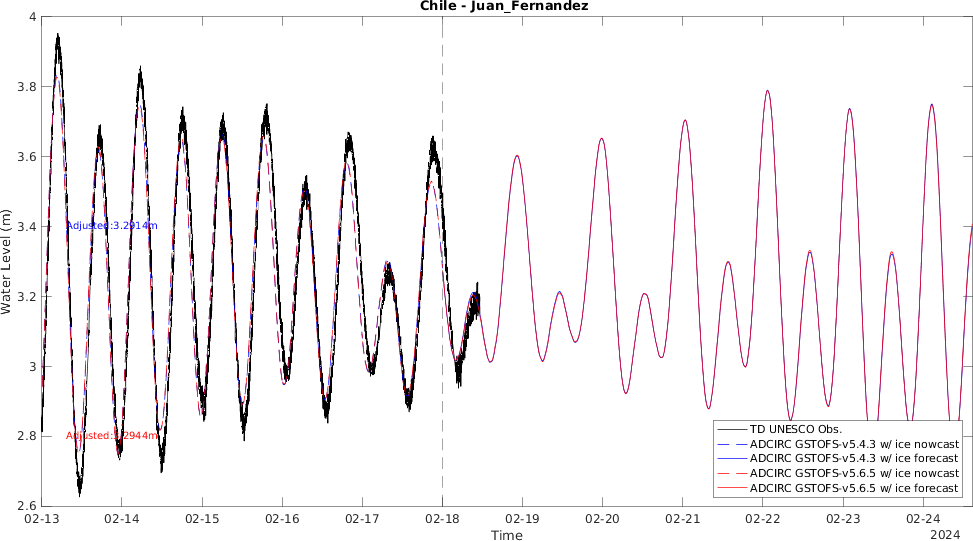 Chile - Juan_Fernandez
4
3.8
3.6
3.4
3.2
3
2.8
2.6
Water Level (m)
Adjusted:3.2914m
Adjusted:3.2944m
TD UNESCO Obs.
ADCIRC GSTOFS-v5.4.3 w/ ice nowcast
ADCIRC GSTOFS-v5.4.3 w/ ice forecast
ADCIRC GSTOFS-v5.6.5 w/ ice nowcast
ADCIRC GSTOFS-v5.6.5 w/ ice forecast
02-13 02-14 02-15 02-16 02-17 02-18 02-19 02-20 02-21 02-22 02-23 02-24
Time
2024